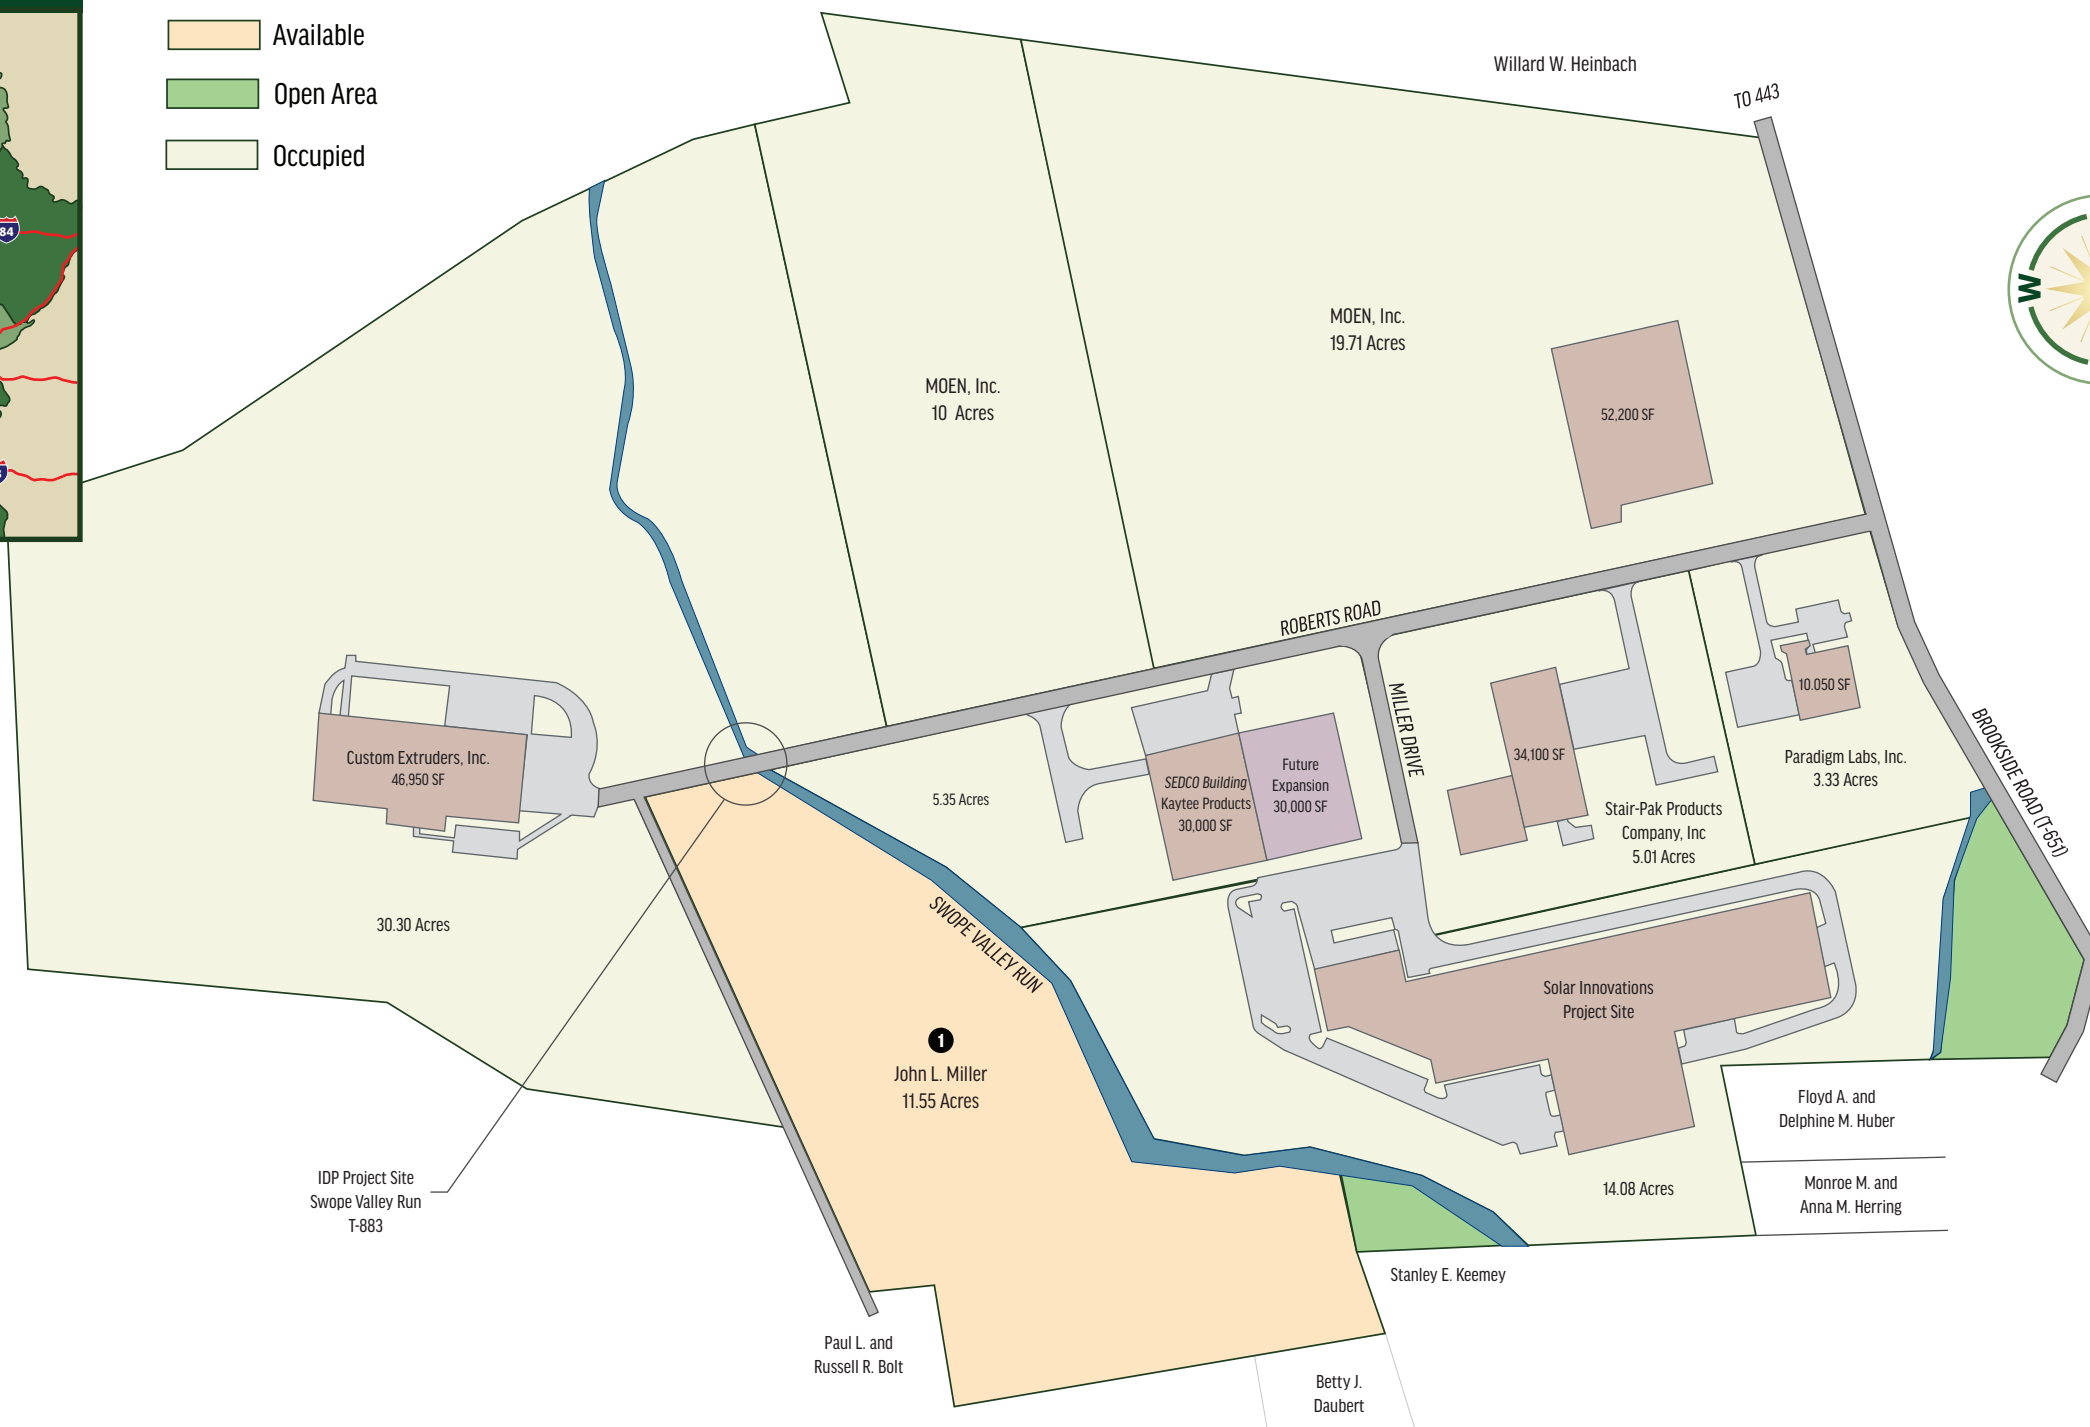 Available
Open Area
Occupied
84
Willard W. Heinbach
TO 443
W
MOEN, Inc.
19.71 Acres
MOEN, Inc.
10 Acres
52,200 SF
ROBERTS ROAD
MILLER DRIVE
BROOKSIDE ROAD (T-651)
10.050 SF
Paradigm Labs, Inc.
3.33 Acres
34,100 SF
Stair-Pak Products
Company, Inc
5.01 Acres
Future
Expansion
30,000 SF
SEDCO Building
Kaytee Products
30,000 SF
5.35 Acres
Custom Extruders, Inc.
46,950 SF
30.30 Acres
SWOPE VALLEY RUN
Solar Innovations
Project Site
1
John L. Miller
11.55 Acres
14.08 Acres
Floyd A. and
Delphine M. Huber
Monroe M. and
Anna M. Herring
IDP Project Site
Swope Valley Run
T-883
Stanley E. Keemey
Paul L. and
Russell R. Bolt
Betty J.
Daubert